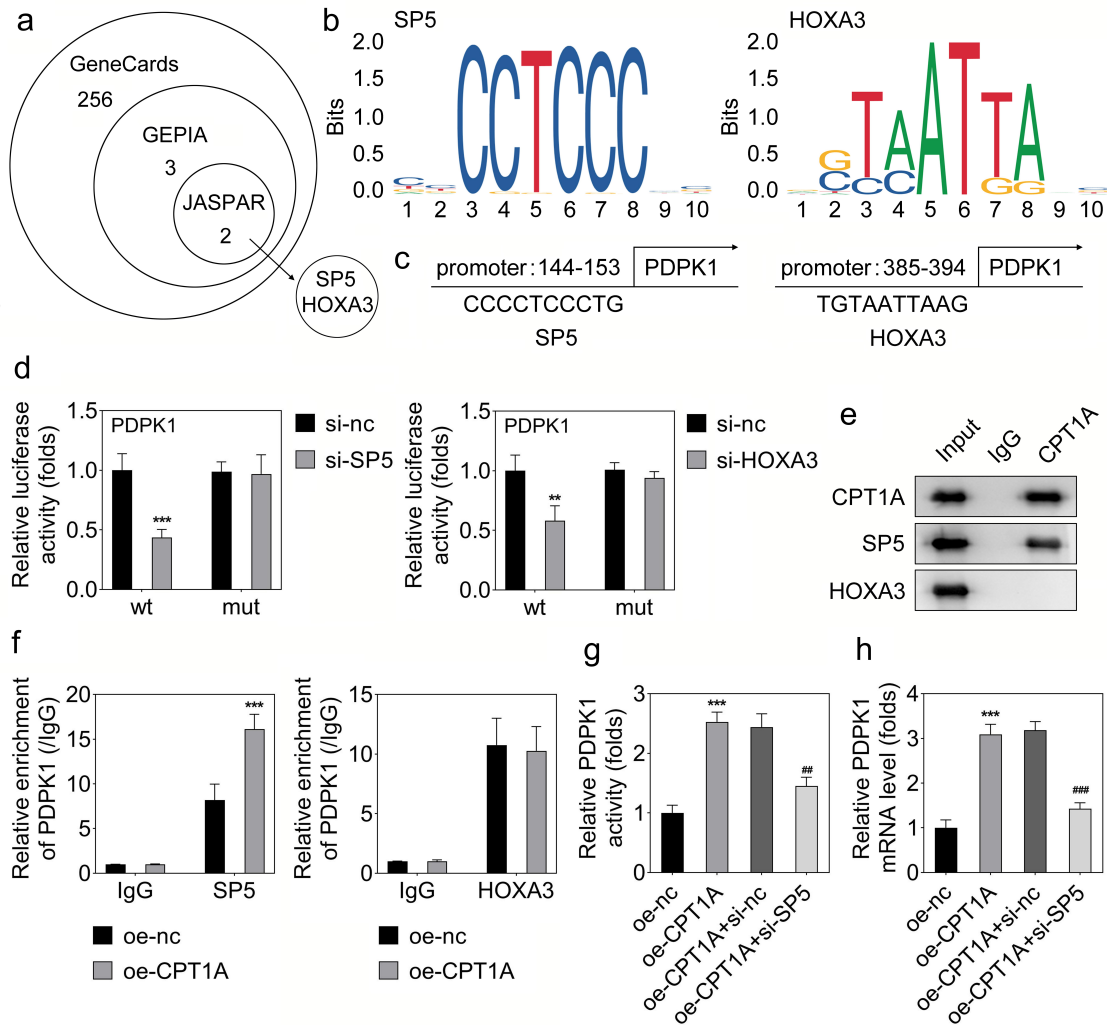 a
GeneCards
256
GEPIA
3
JASPAR
2
SP5
HOXA3
b
SP5
Bits
2.0
1.5
1.0
0.5
0.0
CCTCCC
1 2 3 4 5 6 7 8 9 10
HOXA3
Bits
2.0
1.5
1.0
0.5
0.0
G
TAATTA
CCC
GG
1 2 3 4 5 6 7 8 9 10
c
promoter:144-153 PDPK1
CCCCTCCCTG
SP5
promoter:385-394 PDPK1
TGTAATTAAG
HOXA3
d
Relative luciferase
activity (folds)
1.5
1.0
0.5
0.0
PDPK1
***
wt mut
si-nc
si-SP5
Relative luciferase
activity (folds)
1.5
1.0
0.5
0.0
PDPK1
**
wt mut
si-nc
si-HOXA3
e
Input IgG CPT1A
CPT1A
SP5
HOXA3
f
Relative enrichment
of PDPK1 (/IgG)
20
15
10
5
0
***
IgG SP5
oe-nc
oe-CPT1A
Relative enrichment
of PDPK1 (/IgG)
15
10
5
0
IgG HOXA3
oe-nc
oe-CPT1A
g
Relative PDPK1
activity (folds)
3
2
1
0
***
##
oe-nc
oe-CPT1A
oe-CPT1A+si-nc
oe-CPT1A+si-SP5
h
Relative PDPK1
mRNA level (folds)
4
3
2
1
0
***
###
oe-nc
oe-CPT1A
oe-CPT1A+si-nc
oe-CPT1A+si-SP5